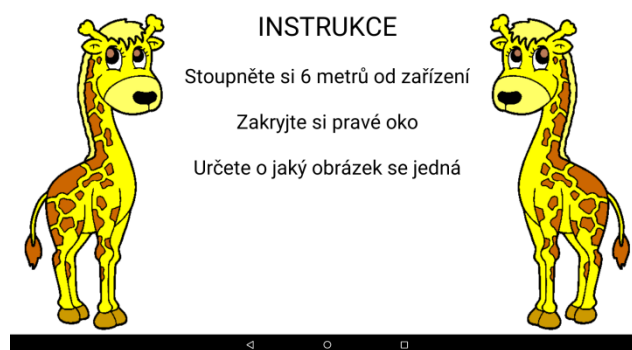 INSTRUKCE
Stoupněte si 6 metrů od zařízení
Zakryjte si pravé oko
Určete o jaký obrázek se jedná